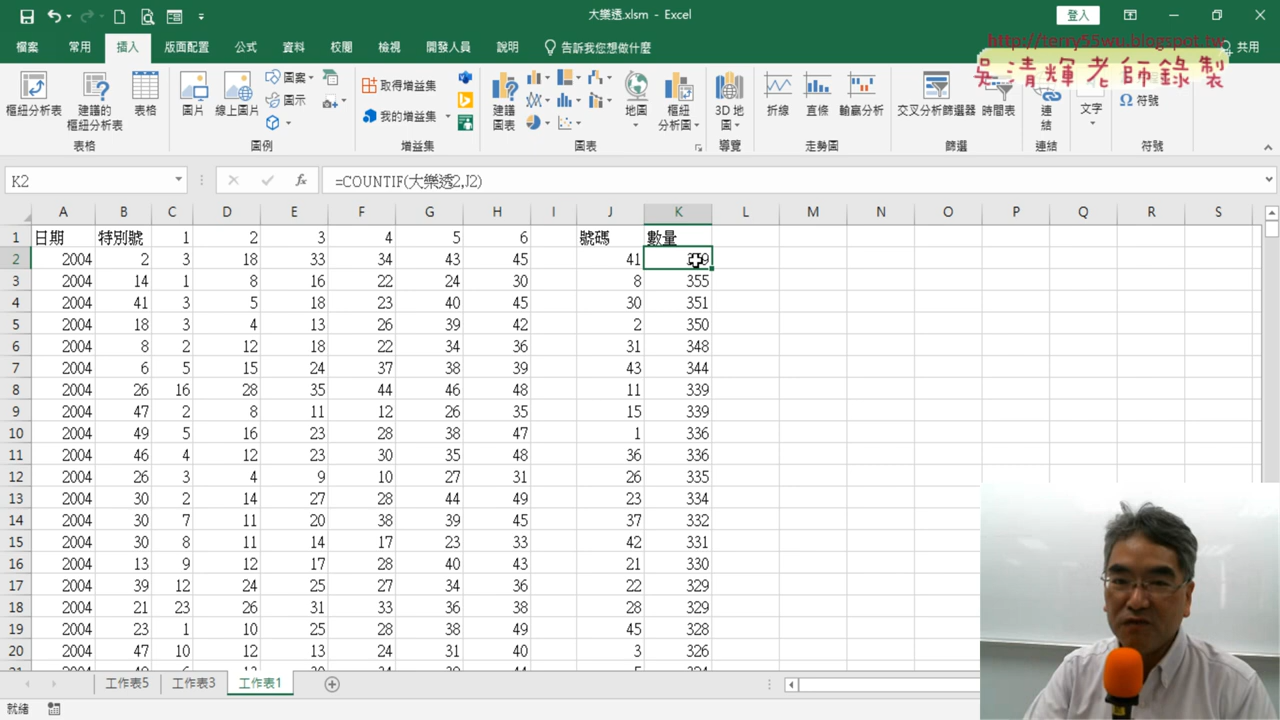 大樂透.xlsm - Excel
登入
http://terry55wu.blogspot.tw
吳清輝老師錄製
檔案 常用 插入 版面配置 公式 資料 校閱 檢視 開發人員 說明 告訴我您想做什麼 共用
樞紐分析表 建議的樞紐分析表 表格 圖片 線上圖片 圖案 圖示 取得增益集 我的增益集 建議圖表 地圖 樞紐分析圖 3D 地圖 折線 直條 輸贏分析 交叉分析篩選器 時間表 連結 文字 Ω 符號
表格 圖例 增益集 圖表 導覽 走勢圖 篩選 連結 符號
K2 fx =COUNTIF(大樂透2,J2)
A B C D E F G H I J K L M N O P Q R S
1 日期 特別號 1 2 3 4 5 6 號碼 數量
2 2004 2 3 18 33 34 43 45 41
3 2004 14 1 8 16 22 24 30 8 355
4 2004 41 3 5 18 23 40 45 30 351
5 2004 18 3 4 13 26 39 42 2 350
6 2004 8 2 12 18 22 34 36 31 348
7 2004 6 5 15 24 37 38 39 43 344
8 2004 26 16 28 35 44 46 48 11 339
9 2004 47 2 8 11 12 26 35 15 339
10 2004 49 5 16 23 28 38 47 1 336
11 2004 46 4 12 23 30 35 48 36 336
12 2004 26 3 4 9 10 27 31 26 335
13 2004 30 2 14 27 28 44 49 23 334
14 2004 30 7 11 20 38 39 45 37 332
15 2004 30 8 11 14 17 23 33 42 331
16 2004 13 9 12 17 28 40 43 21 330
17 2004 39 12 24 25 27 34 36 22 329
18 2004 21 23 26 31 33 36 38 28 329
19 2004 23 1 10 25 28 38 49 45 328
20 2004 47 10 12 13 24 31 40 3 326
工作表5 工作表3 工作表1
就緒